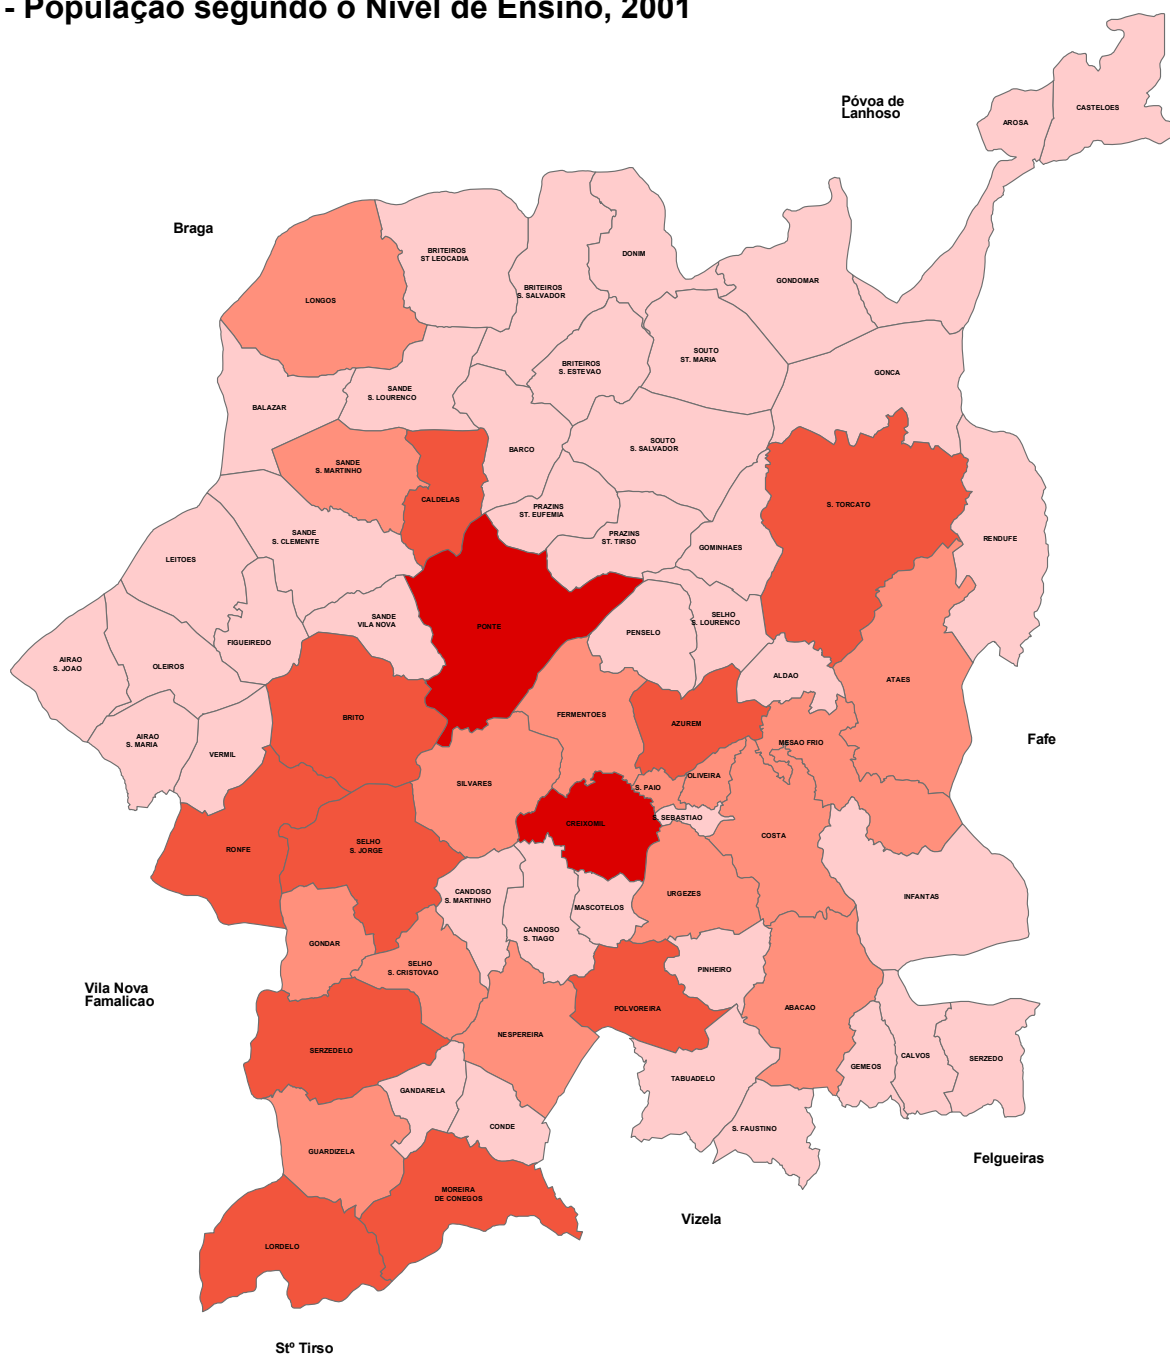 - População segundo o Nível de Ensino, 2001
Póvoa de
Lanhoso
CASTELOES
AROSA
Braga
BRITEIROS
ST LEOCADIA
DONIM
GONDOMAR
BRITEIROS
S. SALVADOR
LONGOS
SOUTO
ST. MARIA
BRITEIROS
S. ESTEVAO
GONCA
SANDE
S. LOURENCO
BALAZAR
SOUTO
S. SALVADOR
BARCO
SANDE
S. MARTINHO
CALDELAS
S. TORCATO
PRAZINS
ST. EUFEMIA
SANDE
S. CLEMENTE
PRAZINS
ST. TIRSO
RENDUFE
GOMINHAES
LEITOES
SANDE
VILA NOVA
SELHO
S. LOURENCO
PONTE
PENSELO
FIGUEIREDO
AIRAO
S. JOAO
OLEIROS
ALDAO
ATAES
FERMENTOES
BRITO
AZUREM
AIRAO
S. MARIA
MESAO FRIO
Fafe
VERMIL
OLIVEIRA
SILVARES
S. PAIO
S. SEBASTIAO
CREIXOMIL
COSTA
SELHO
S. JORGE
RONFE
CANDOSO
S. MARTINHO
URGEZES
INFANTAS
MASCOTELOS
CANDOSO
S. TIAGO
GONDAR
SELHO
S. CRISTOVAO
PINHEIRO
Vila Nova
Famalicao
POLVOREIRA
ABACAO
NESPEREIRA
SERZEDELO
CALVOS
SERZEDO
GEMEOS
TABUADELO
GANDARELA
CONDE
S. FAUSTINO
GUARDIZELA
Felgueiras
MOREIRA
DE CONEGOS
Vizela
LORDELO
Stº Tirso